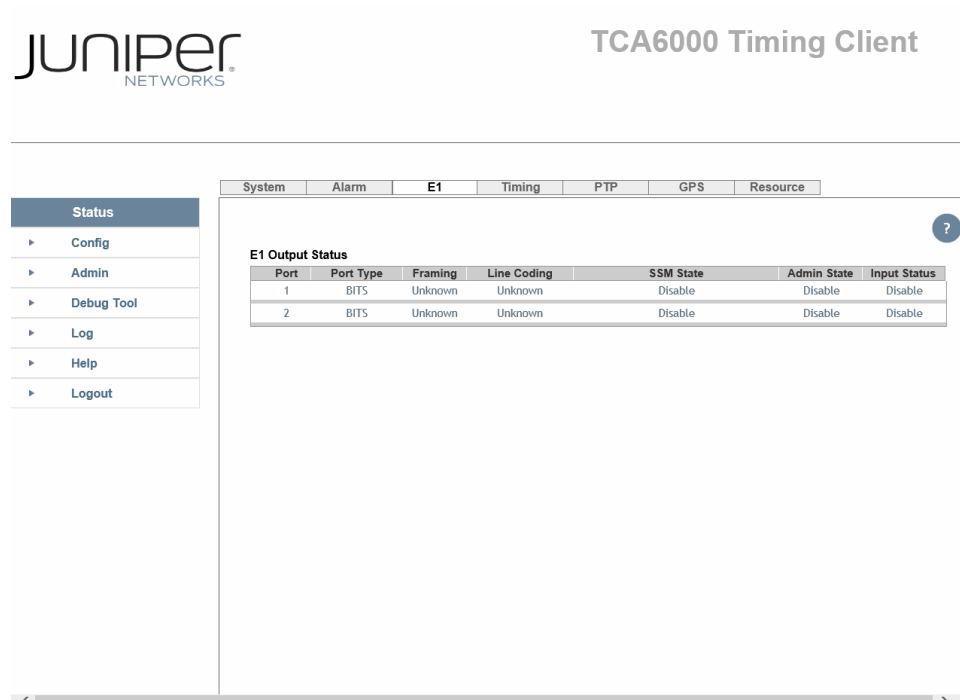 JUNIPER
NETWORKS
TCA6000 Timing Client
System Alarm E1 Timing PTP GPS Resource
Status
Config
Admin
Debug Tool
Log
Help
Logout
?
E1 Output Status
Port Port Type Framing Line Coding SSM State Admin State Input Status
1 BITS Unknown Unknown Disable Disable Disable
2 BITS Unknown Unknown Disable Disable Disable